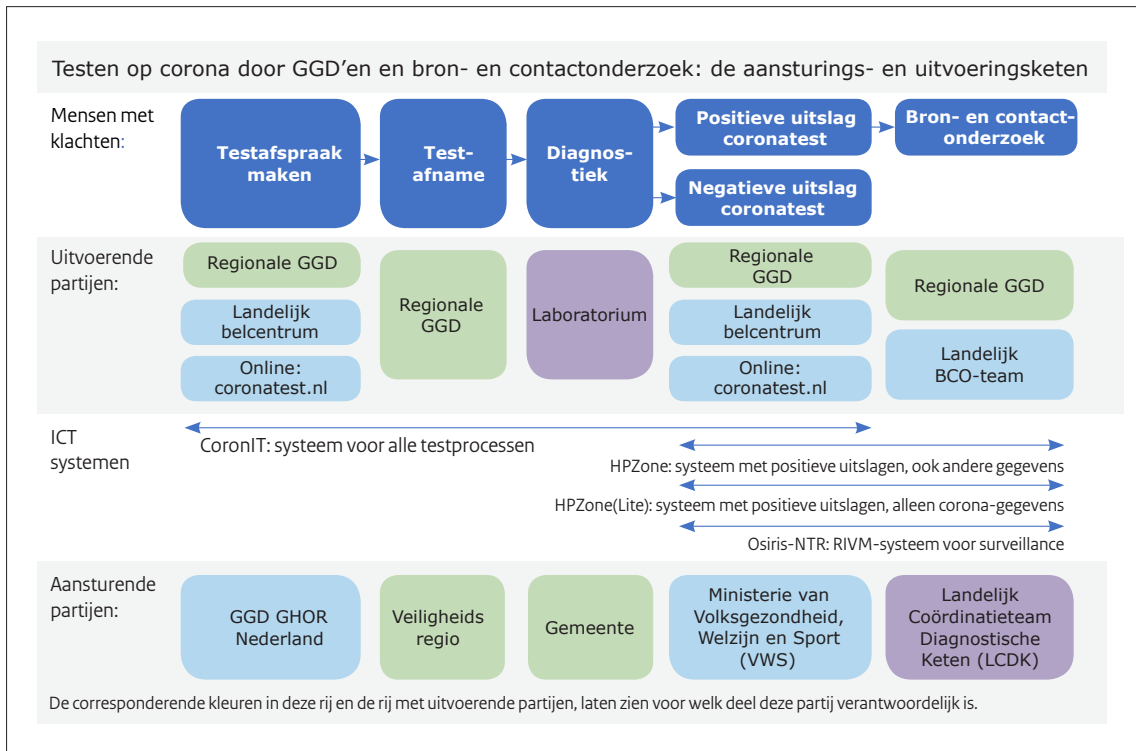 Testen op corona door GGD'en en bron- en contactonderzoek: de aansturings- en uitvoeringsketen
Mensen met
klachten:
Testafspraak
maken
Test-
afname
Diagnos-
tiek
Positieve uitslag
coronatest
Negatieve uitslag
coronatest
Bron- en contact-
onderzoek
Uitvoerende
partijen:
Regionale GGD
Landelijk
belcentrum
Online:
coronatest.nl
Regionale
GGD
Laboratorium
Regionale
GGD
Landelijk
belcentrum
Online:
coronatest.nl
Regionale GGD
Landelijk
BCO-team
ICT
systemen
CoronIT: systeem voor alle testprocessen
HPZone: systeem met positieve uitslagen, ook andere gegevens
HPZone(Lite): systeem met positieve uitslagen, alleen corona-gegevens
Osiris-NTR: RIVM-systeem voor surveillance
Aansturende
partijen:
GGD GHOR
Nederland
Veiligheids
regio
Gemeente
Ministerie van
Volksgezondheid,
Welzijn en Sport
(VWS)
Landelijk
Coördinatieteam
Diagnostische
Keten (LCDK)
De corresponderende kleuren in deze rij en de rij met uitvoerende partijen, laten zien voor welk deel deze partij verantwoordelijk is.